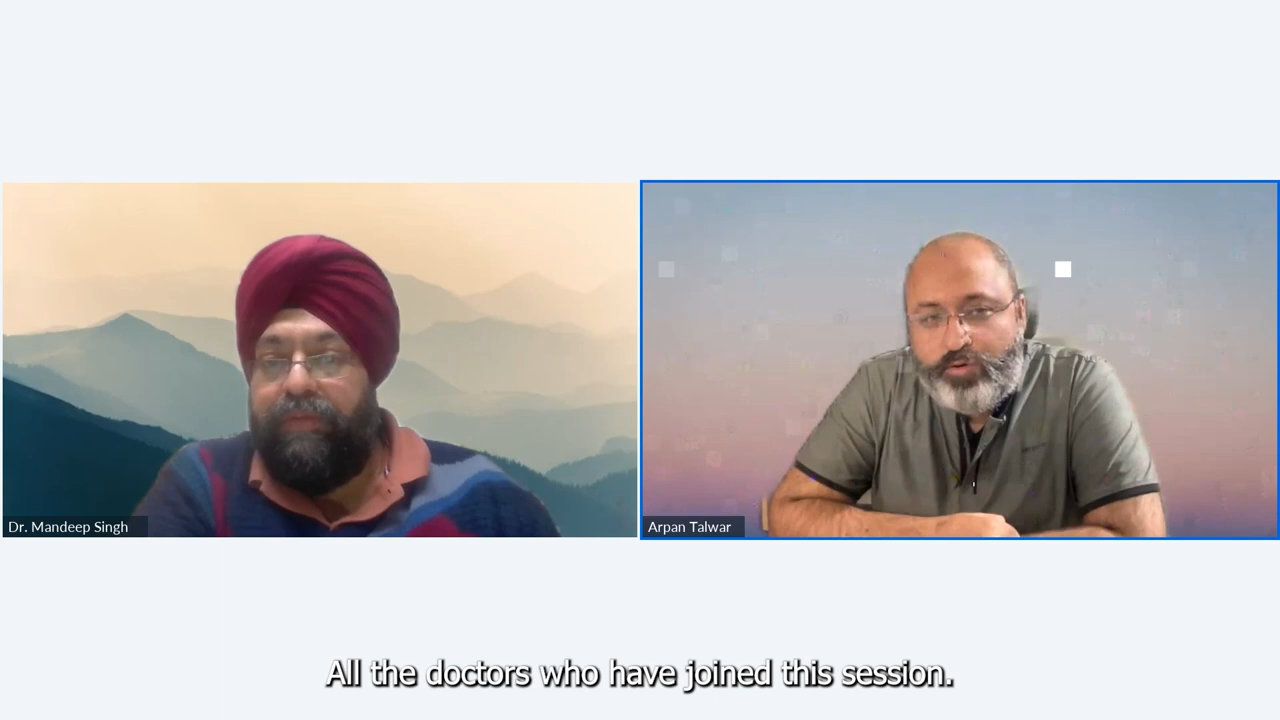 Dr. Mandeep Singh
Arpan Talwar
All the doctors who have joined this session.